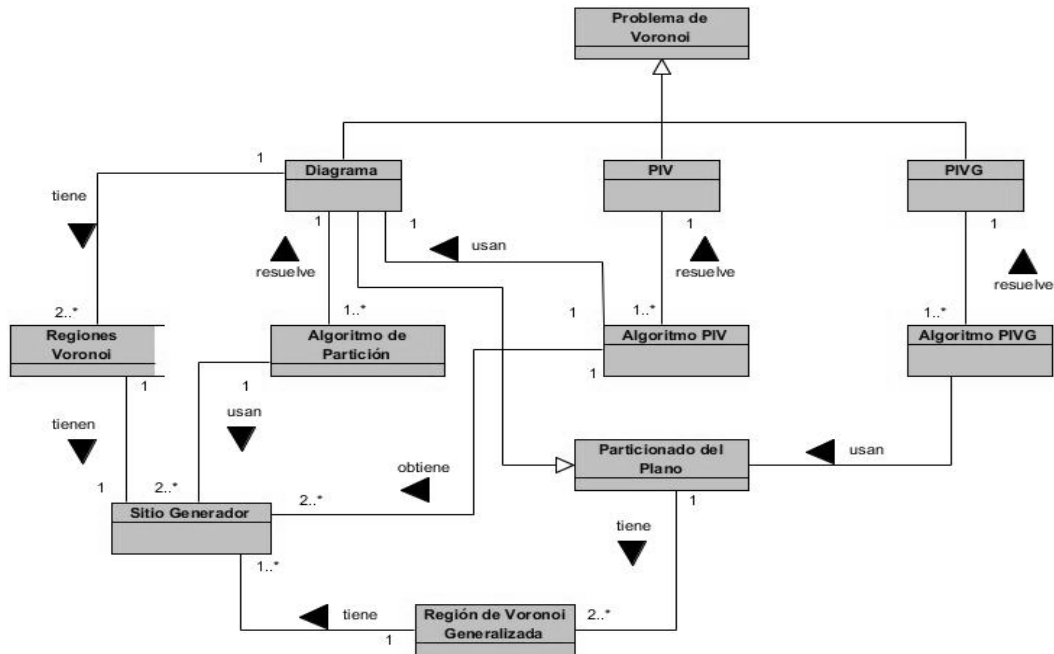 Problema de
Voronoi
1
Diagrama
PIV
PIVG
tiene
1
1
usan
1
1
resuelve
resuelve
resuelve
2..*
1..*
1
1..*
1..*
Regiones
Voronoi
Algoritmo de
Partición
Algoritmo PIV
Algoritmo PIVG
1
1
1
tienen
usan
Particionado del
Plano
usan
obtiene
1
2..*
2..*
1
Sitio Generador
tiene
1..*
tiene
Región de Voronoi
Generalizada
2..*
1